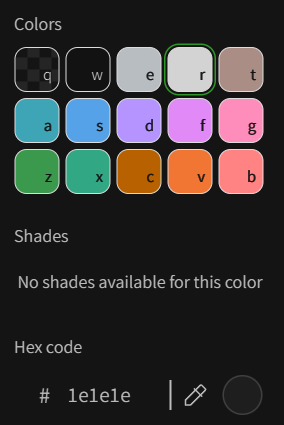 Colors
q w e r t
a s d f g
z x c v b
Shades
No shades available for this color
Hex code
# 1e1e1e